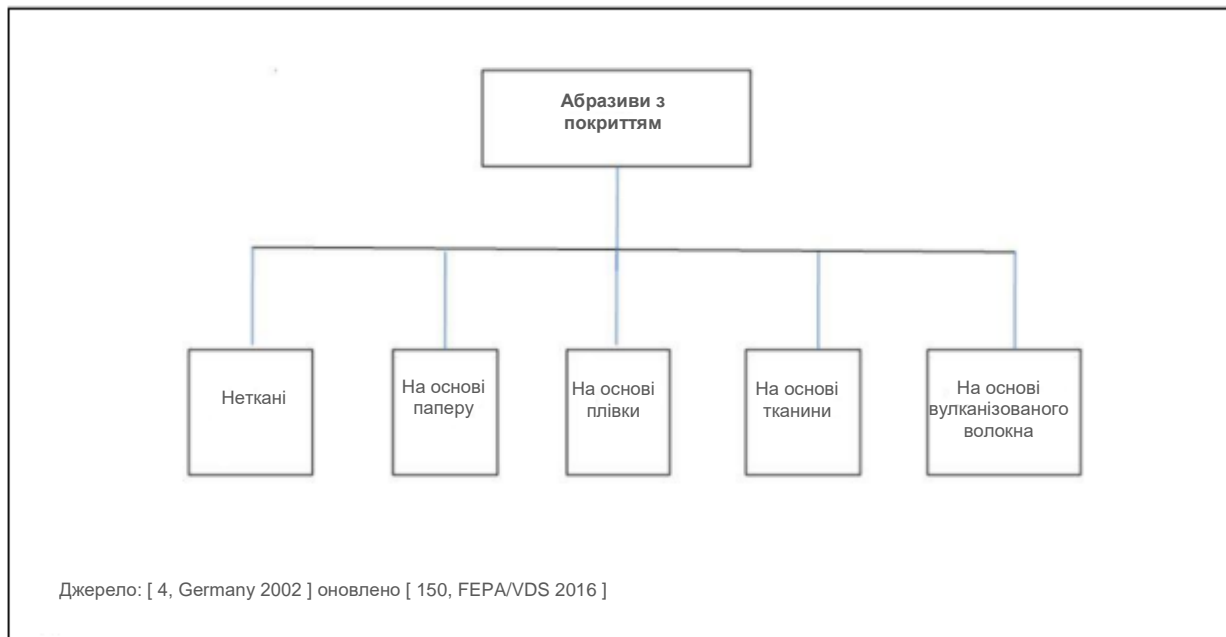 Абразиви з
покриттям
Неткані
На основі
паперу
На основі
плівки
На основі
тканини
На основі
вулканізованого
волокна
Джерело: [ 4, Germany 2002 ] оновлено [ 150, FEPA/VDS 2016 ]